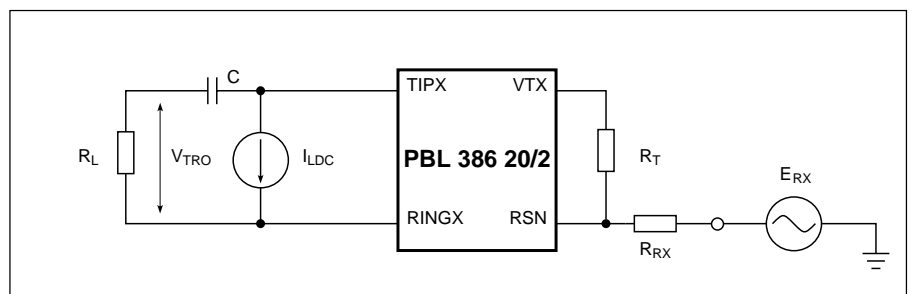 C
TIPX
VTX
R_L
V_TRO
I_LDC
PBL 386 20/2
R_T
E_RX
RINGX
RSN
R_RX